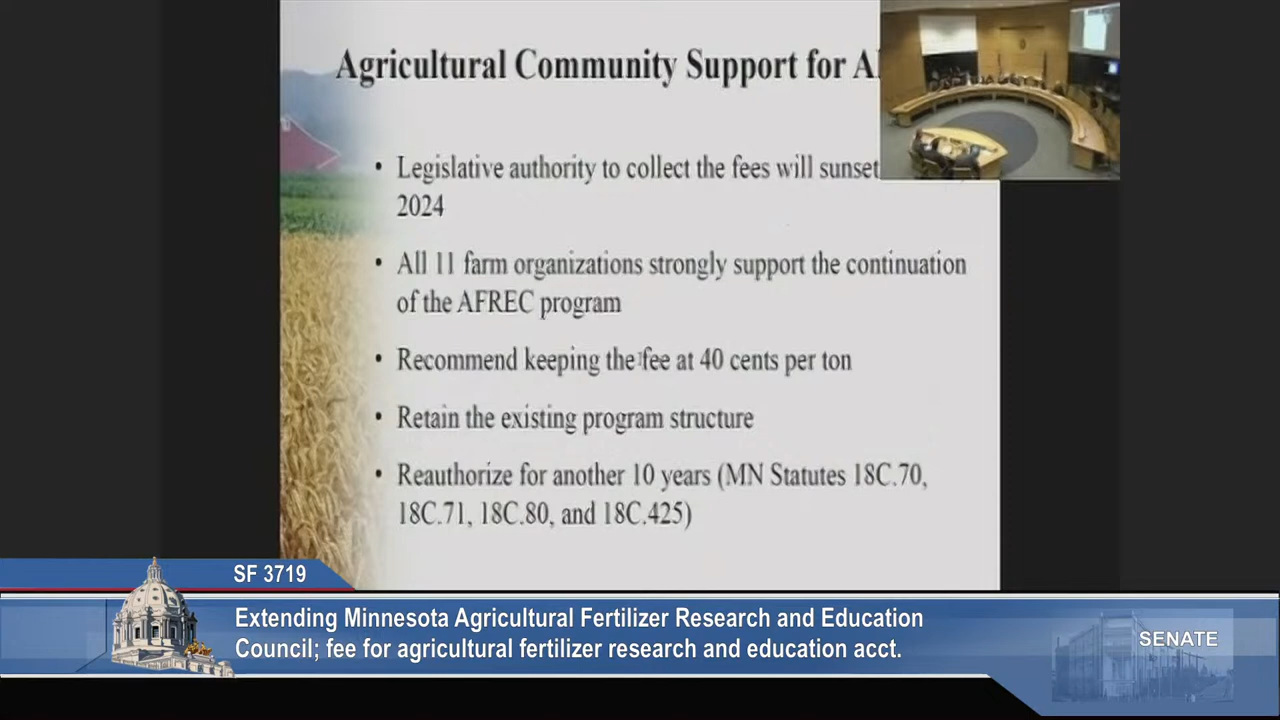 Agricultural Community Support for A
• Legislative authority to collect the fees will sunset
2024
• All 11 farm organizations strongly support the continuation
of the AFREC program
• Recommend keeping the fee at 40 cents per ton
• Retain the existing program structure
• Reauthorize for another 10 years (MN Statutes 18C.70,
18C.71, 18C.80, and 18C.425)
SF 3719
Extending Minnesota Agricultural Fertilizer Research and Education
Council; fee for agricultural fertilizer research and education acct.
SENATE